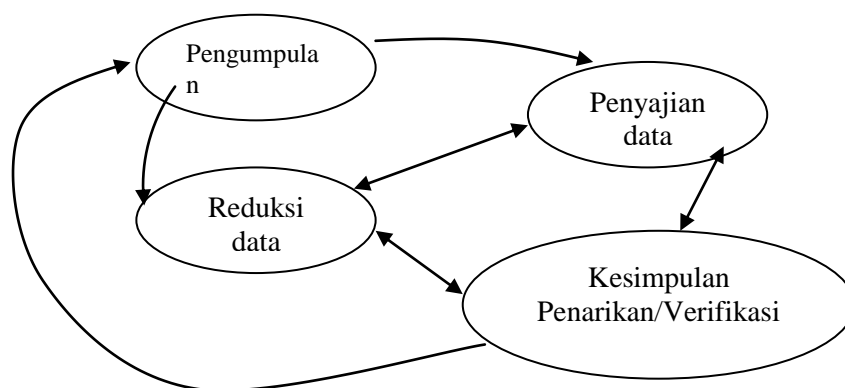 Pengumpula
n
Penyajian
data
Reduksi
data
Kesimpulan
Penarikan/Verifikasi